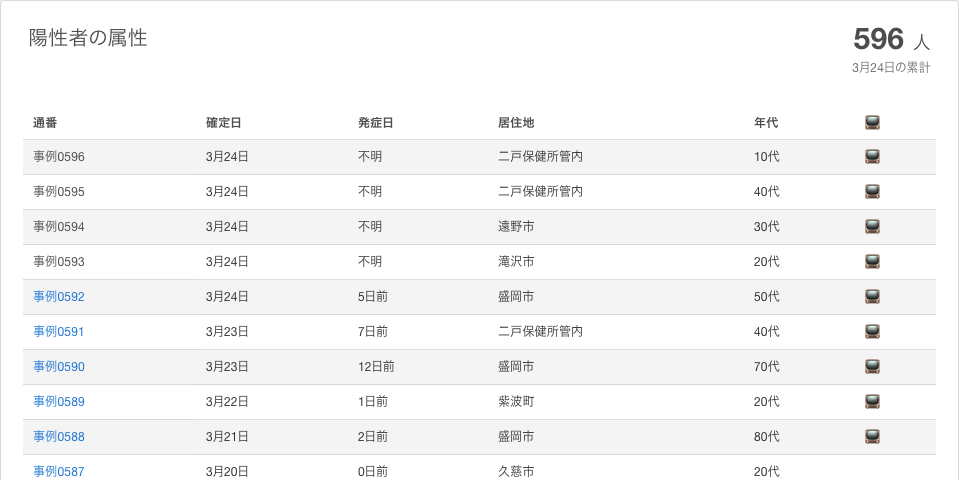 陽性者の属性
596 人
3月24日の累計
通番 確定日 発症日 居住地 年代
事例0596 3月24日 不明 二戸保健所管内 10代
事例0595 3月24日 不明 二戸保健所管内 40代
事例0594 3月24日 不明 遠野市 30代
事例0593 3月24日 不明 滝沢市 20代
事例0592 3月24日 5日前 盛岡市 50代
事例0591 3月23日 7日前 二戸保健所管内 40代
事例0590 3月23日 12日前 盛岡市 70代
事例0589 3月22日 1日前 紫波町 20代
事例0588 3月21日 2日前 盛岡市 80代
事例0587 3月20日 0日前 久慈市 20代